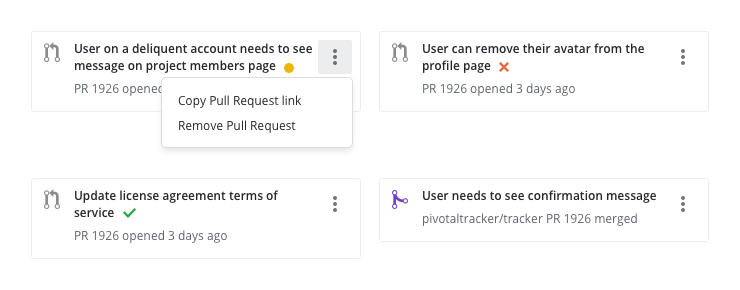 User on a deliquent account needs to see
message on project members page
PR 1926 opened
Copy Pull Request link
Remove Pull Request
User can remove their avatar from the
profile page
PR 1926 opened 3 days ago
Update license agreement terms of
service
PR 1926 opened 3 days ago
User needs to see confirmation message
pivotaltracker/tracker PR 1926 merged